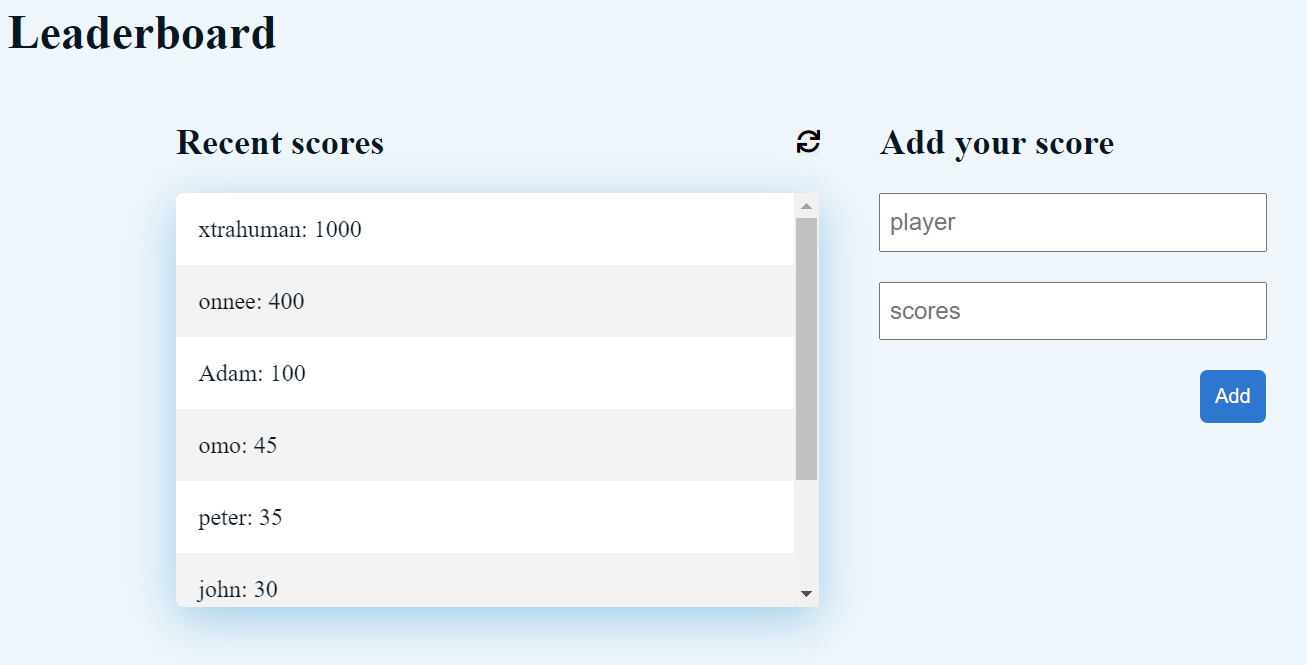 Leaderboard
Recent scores
xtrahuman: 1000
onnee: 400
Adam: 100
omo: 45
peter: 35
john: 30
Add your score
player
scores
Add